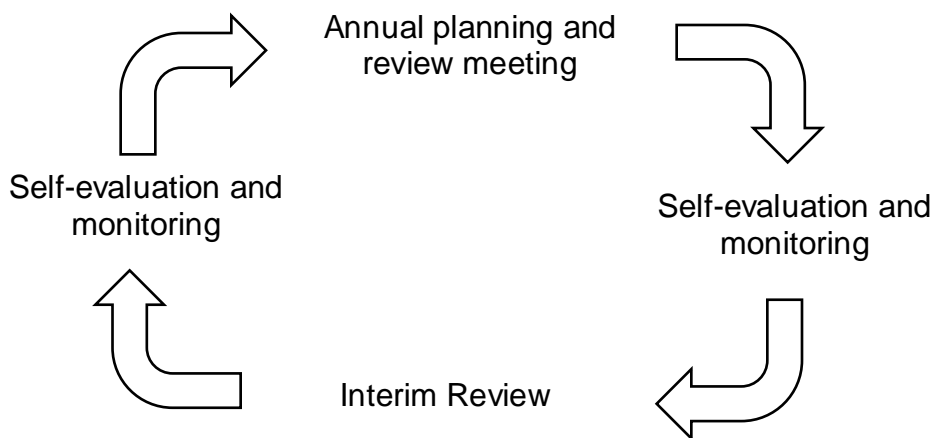 Annual planning and
review meeting
Self-evaluation and
monitoring
Self-evaluation and
monitoring
Interim Review